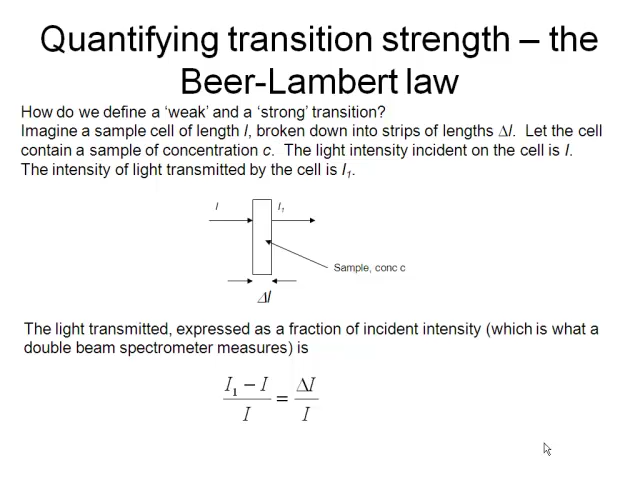 Quantifying transition strength – the
Beer-Lambert law
How do we define a ‘weak’ and a ‘strong’ transition?
Imagine a sample cell of length l, broken down into strips of lengths Δl. Let the cell
contain a sample of concentration c. The light intensity incident on the cell is I.
The intensity of light transmitted by the cell is I₁.
I I₁
Sample, conc c
Δl
The light transmitted, expressed as a fraction of incident intensity (which is what a
double beam spectrometer measures) is
(I₁ − I)/I = ΔI/I